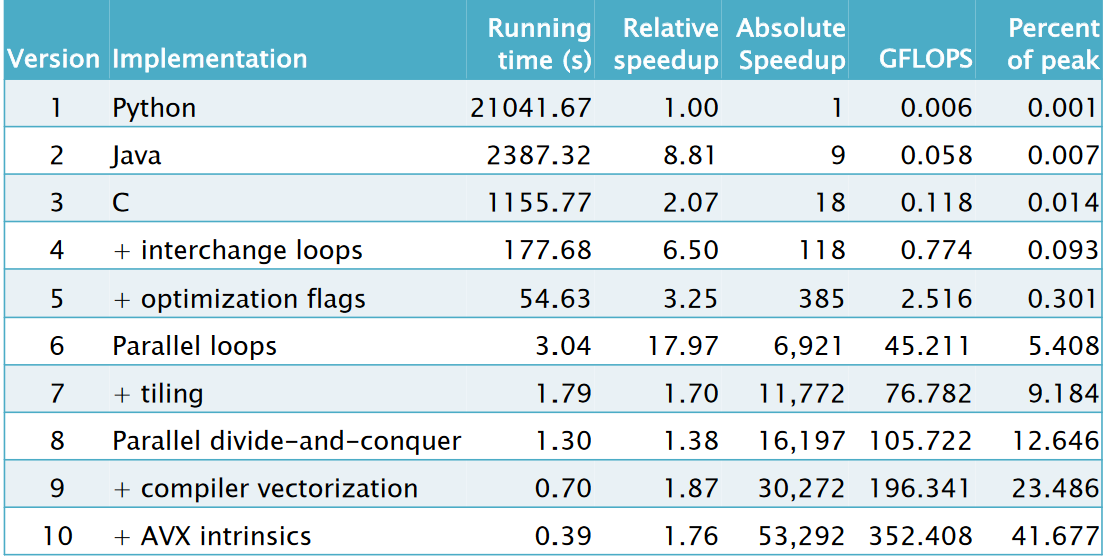 Version Implementation Running time (s) Relative speedup Absolute Speedup GFLOPS Percent of peak
1 Python 21041.67 1.00 1 0.006 0.001
2 Java 2387.32 8.81 9 0.058 0.007
3 C 1155.77 2.07 18 0.118 0.014
4 + interchange loops 177.68 6.50 118 0.774 0.093
5 + optimization flags 54.63 3.25 385 2.516 0.301
6 Parallel loops 3.04 17.97 6,921 45.211 5.408
7 + tiling 1.79 1.70 11,772 76.782 9.184
8 Parallel divide-and-conquer 1.30 1.38 16,197 105.722 12.646
9 + compiler vectorization 0.70 1.87 30,272 196.341 23.486
10 + AVX intrinsics 0.39 1.76 53,292 352.408 41.677